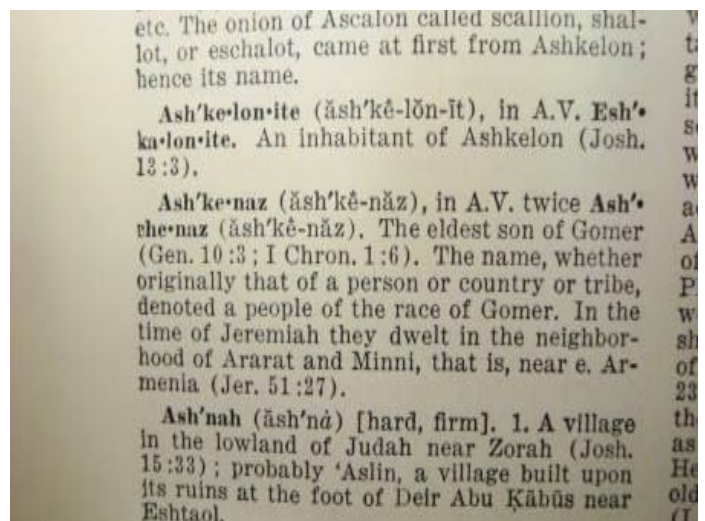 etc. The onion of Ascalon called scallion, shal-
lot, or eschalot, came at first from Ashkelon;
hence its name.
Ash′ke•lon•ite (ăsh′kē̍-lŏn-īt), in A.V. Esh′•
ka•lon•ite. An inhabitant of Ashkelon (Josh.
13:3).
Ash′ke•naz (ăsh′kē̍-năz), in A.V. twice Ash′•
che•naz (ăsh′kē̍-năz). The eldest son of Gomer
(Gen. 10:3; I Chron. 1:6). The name, whether
originally that of a person or country or tribe,
denoted a people of the race of Gomer. In the
time of Jeremiah they dwelt in the neighbor-
hood of Ararat and Minni, that is, near e. Ar-
menia (Jer. 51:27).
Ash′nah (ăsh′nȧ) [hard, firm]. 1. A village
in the lowland of Judah near Zorah (Josh.
15:33); probably ‘Aslin, a village built upon
its ruins at the foot of Deir Abu Ḳâbûs near
Eshtaol.